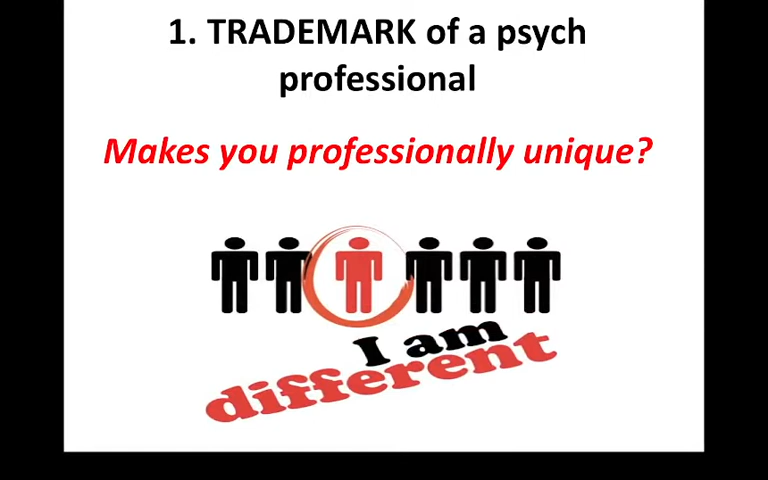 1. TRADEMARK of a psych
professional
Makes you professionally unique?
I am
different